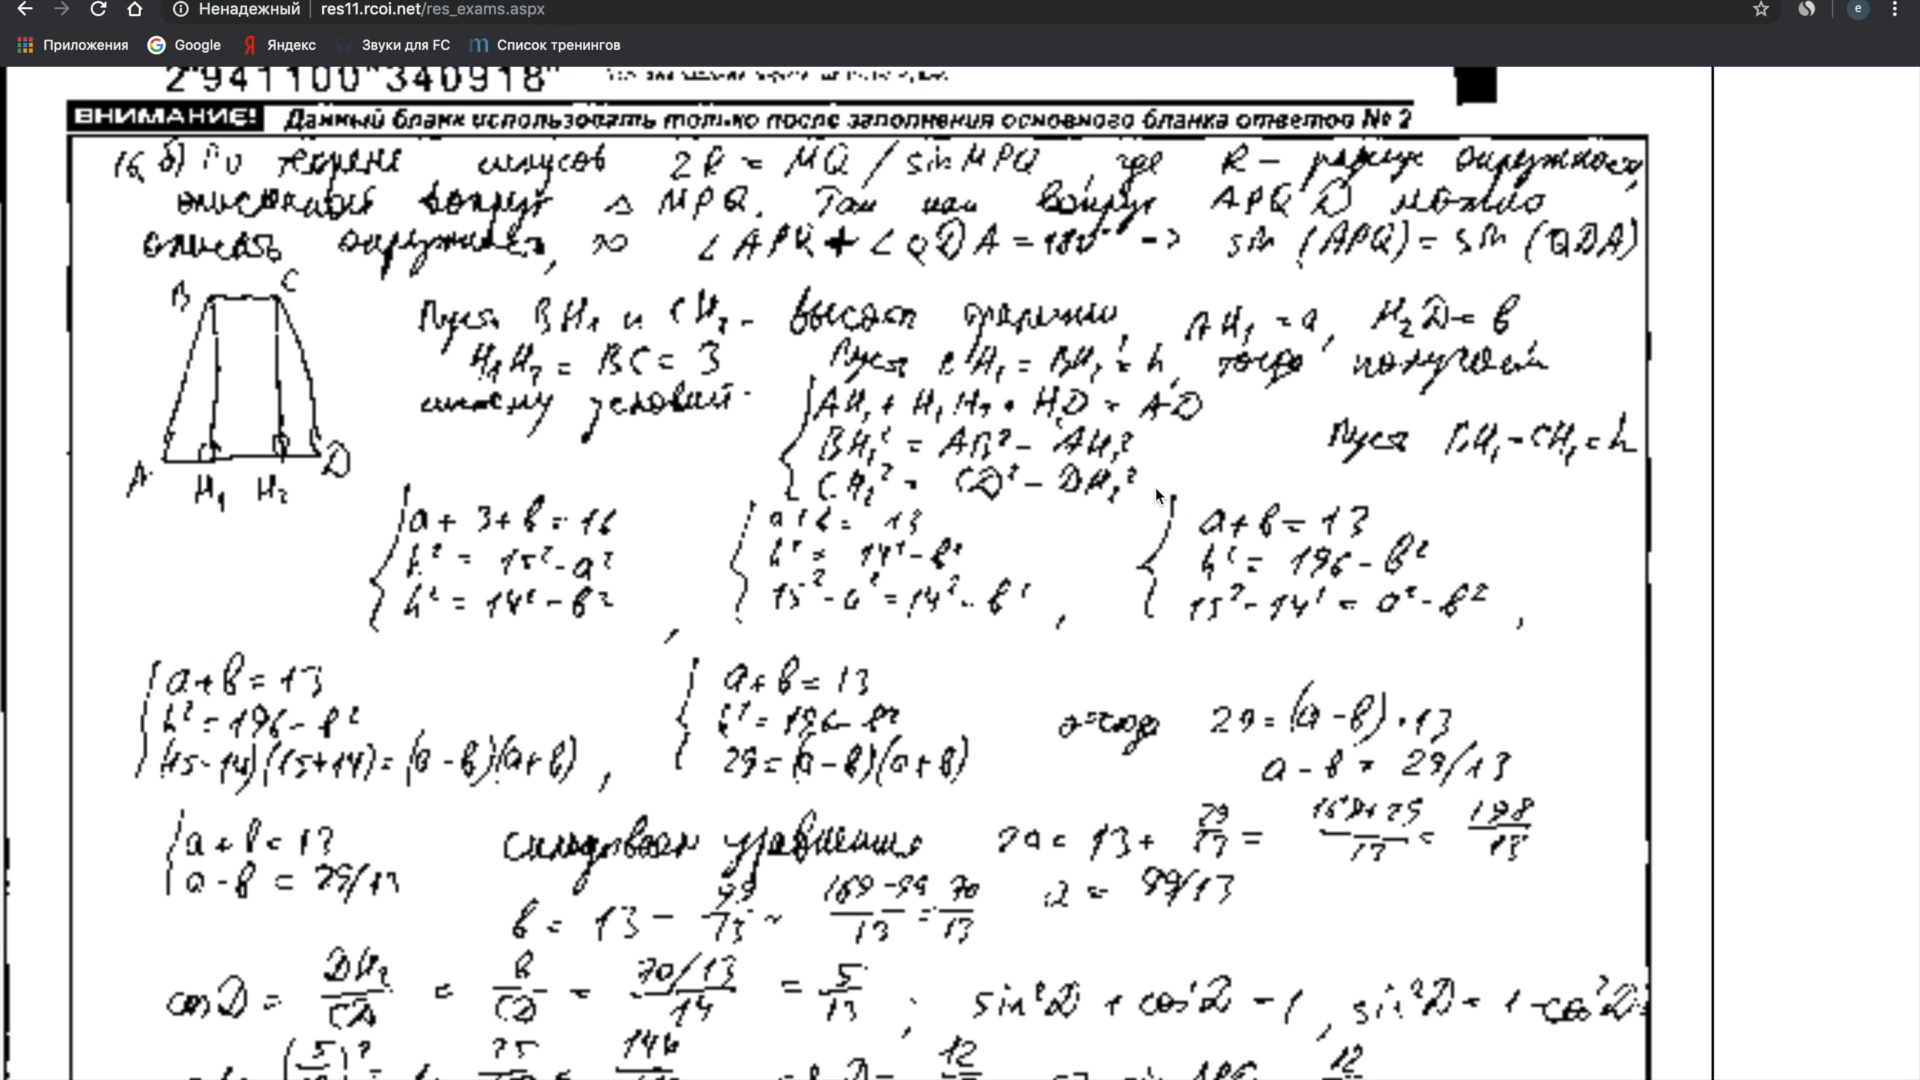 Ненадежный res11.rcoi.net/res_exams.aspx
e
Приложения Google Яндекс Звуки для FC Список тренингов
2"941100"340918"
ВНИМАНИЕ! Данный бланк использовать только после заполнения основного бланка ответов № 2
16 б) По теореме синусов 2R = MQ / sin MPQ, где R – радиус окружности,
описанной вокруг △ MPQ. Так как вокруг APQD можно
описать окружность, то ∠APQ + ∠QDA = 180° => sin (APQ) = sin (QDA)
B C
A H₁ H₂ D
Пусть BH₁ и CH₂ – высоты трапеции, AH₁ = a, H₂D = b
H₁H₂ = BC = 3 Пусть CH₂ = BH₁ = h, тогда получаем
систему условий.
AH₁ + H₁H₂ + H₂D = AD
BH₁² = AB² – AH₁²
CH₂² = CD² – DH₂²
Пусть BH₁ = CH₂ = h
a + 3 + b = 16
h² = 15² – a²
h² = 14² – b²,
a + b = 13
h² = 14² – b²
15² – a² = 14² – b²,
a + b = 13
h² = 196 – b²
15² – 14² = a² – b²,
a + b = 13
h² = 196 – b²
(15–14)(15+14) = (a–b)(a+b),
a + b = 13
h² = 196 – b²
29 = (a–b)(a+b)
отсюда 29 = (a–b)·13
a – b = 29/13
a + b = 13
a – b = 29/13
складываем уравнения 2a = 13 + 29/13 = 169+29/13 = 198/13
a = 99/13
b = 13 – 99/13 = 169–99/13 = 70/13
cos D = DH₂/CD = b/CD = 70/13/14 = 5/13; sin²D + cos²D = 1, sin²D = 1 – cos²D =